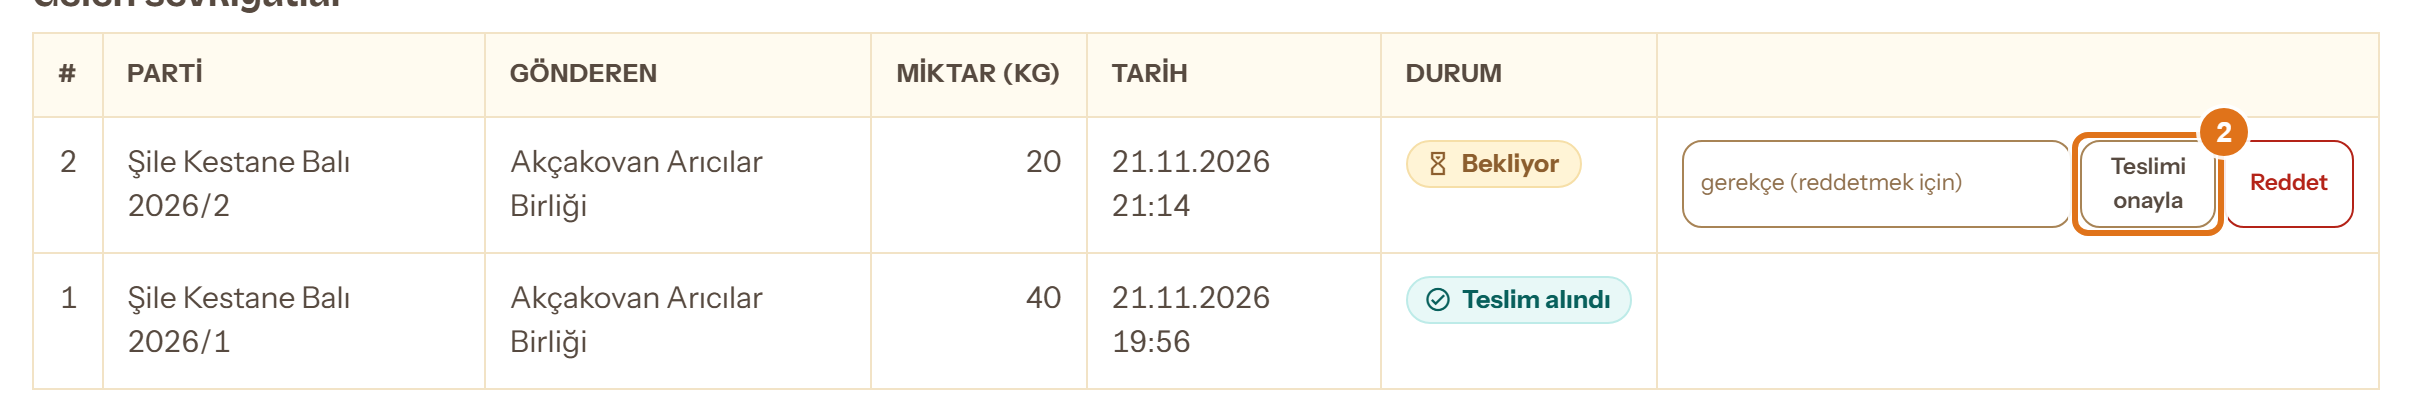 Gelen sevkiyatlar
# PARTİ GÖNDEREN MİKTAR (KG) TARİH DURUM
2 Şile Kestane Balı 2026/2 Akçakovan Arıcılar Birliği 20 21.11.2026 21:14 Bekliyor gerekçe (reddetmek için) Teslimi onayla 2 Reddet
1 Şile Kestane Balı 2026/1 Akçakovan Arıcılar Birliği 40 21.11.2026 19:56 Teslim alındı